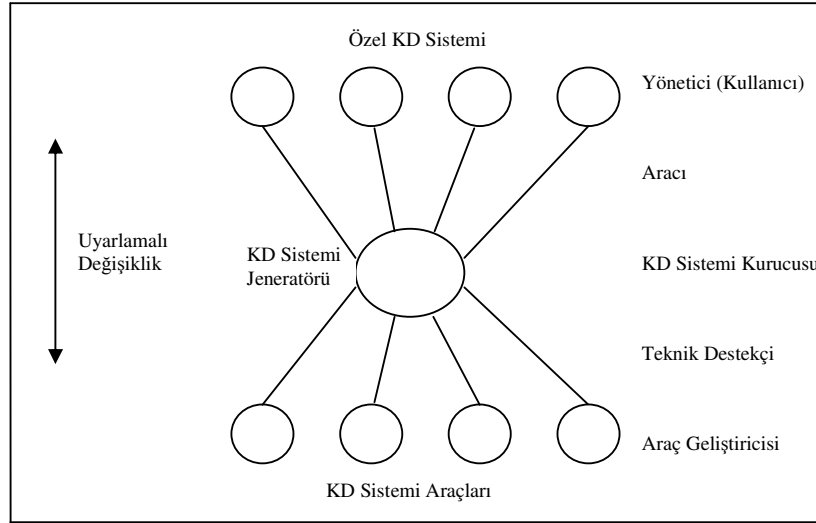 Özel KD Sistemi
Yönetici (Kullanıcı)
Aracı
Uyarlamalı
Değişiklik
KD Sistemi
Jeneratörü
KD Sistemi Kurucusu
Teknik Destekçi
Araç Geliştiricisi
KD Sistemi Araçları